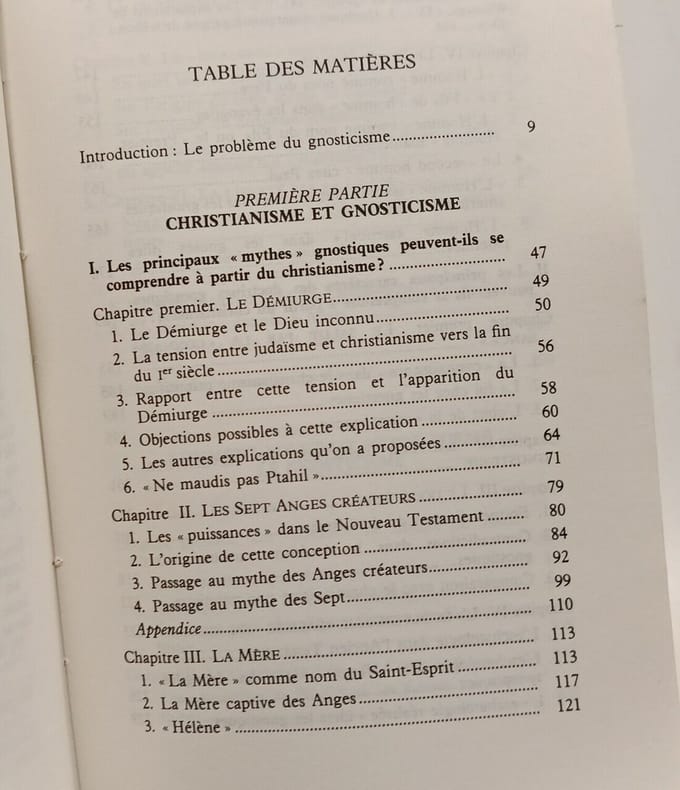 TABLE DES MATIÈRES
Introduction : Le problème du gnosticisme .......................... 9
PREMIÈRE PARTIE
CHRISTIANISME ET GNOSTICISME
I. Les principaux « mythes » gnostiques peuvent-ils se
comprendre à partir du christianisme ? .......................... 47
Chapitre premier. LE DÉMIURGE .......................... 49
1. Le Démiurge et le Dieu inconnu .......................... 50
2. La tension entre judaïsme et christianisme vers la fin
du Ier siècle .......................... 56
3. Rapport entre cette tension et l'apparition du
Démiurge .......................... 58
4. Objections possibles à cette explication .......................... 60
5. Les autres explications qu'on a proposées .......................... 64
6. « Ne maudis pas Ptahil » .......................... 71
Chapitre II. LES SEPT ANGES CRÉATEURS .......................... 79
1. Les « puissances » dans le Nouveau Testament .......... 80
2. L'origine de cette conception .......................... 84
3. Passage au mythe des Anges créateurs .......................... 92
4. Passage au mythe des Sept .......................... 99
Appendice .......................... 110
Chapitre III. LA MÈRE .......................... 113
1. « La Mère » comme nom du Saint-Esprit .......................... 113
2. La Mère captive des Anges .......................... 117
3. « Hélène » .......................... 121